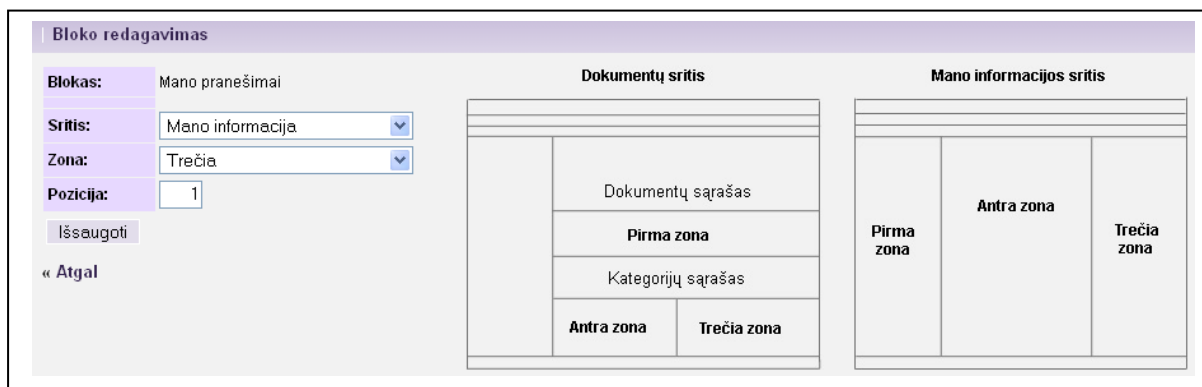 Bloko redagavimas
Blokas: Mano pranešimai
Sritis: Mano informacija
Zona: Trečia
Pozicija: 1
Išsaugoti
« Atgal
Dokumentų sritis
Dokumentų sąrašas
Pirma zona
Kategorijų sąrašas
Antra zona Trečia zona
Mano informacijos sritis
Pirma
zona
Antra zona
Trečia
zona